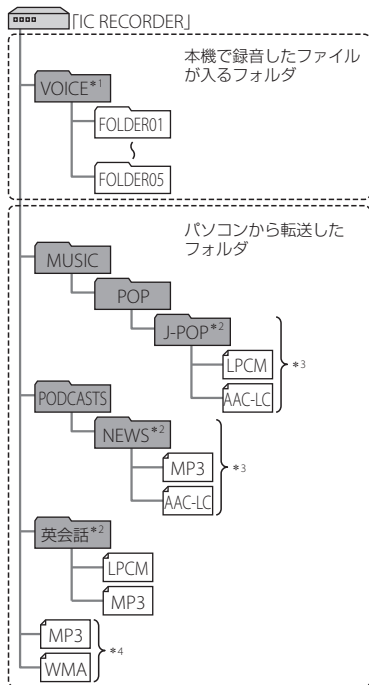 「IC RECORDER」
本機で録音したファイル
が入るフォルダ
VOICE*1
FOLDER01
〜
FOLDER05
パソコンから転送した
フォルダ
MUSIC
POP
J-POP*2
LPCM
AAC-LC
*3
PODCASTS
NEWS*2
MP3
AAC-LC
*3
英会話*2
LPCM
MP3
MP3
WMA
*4